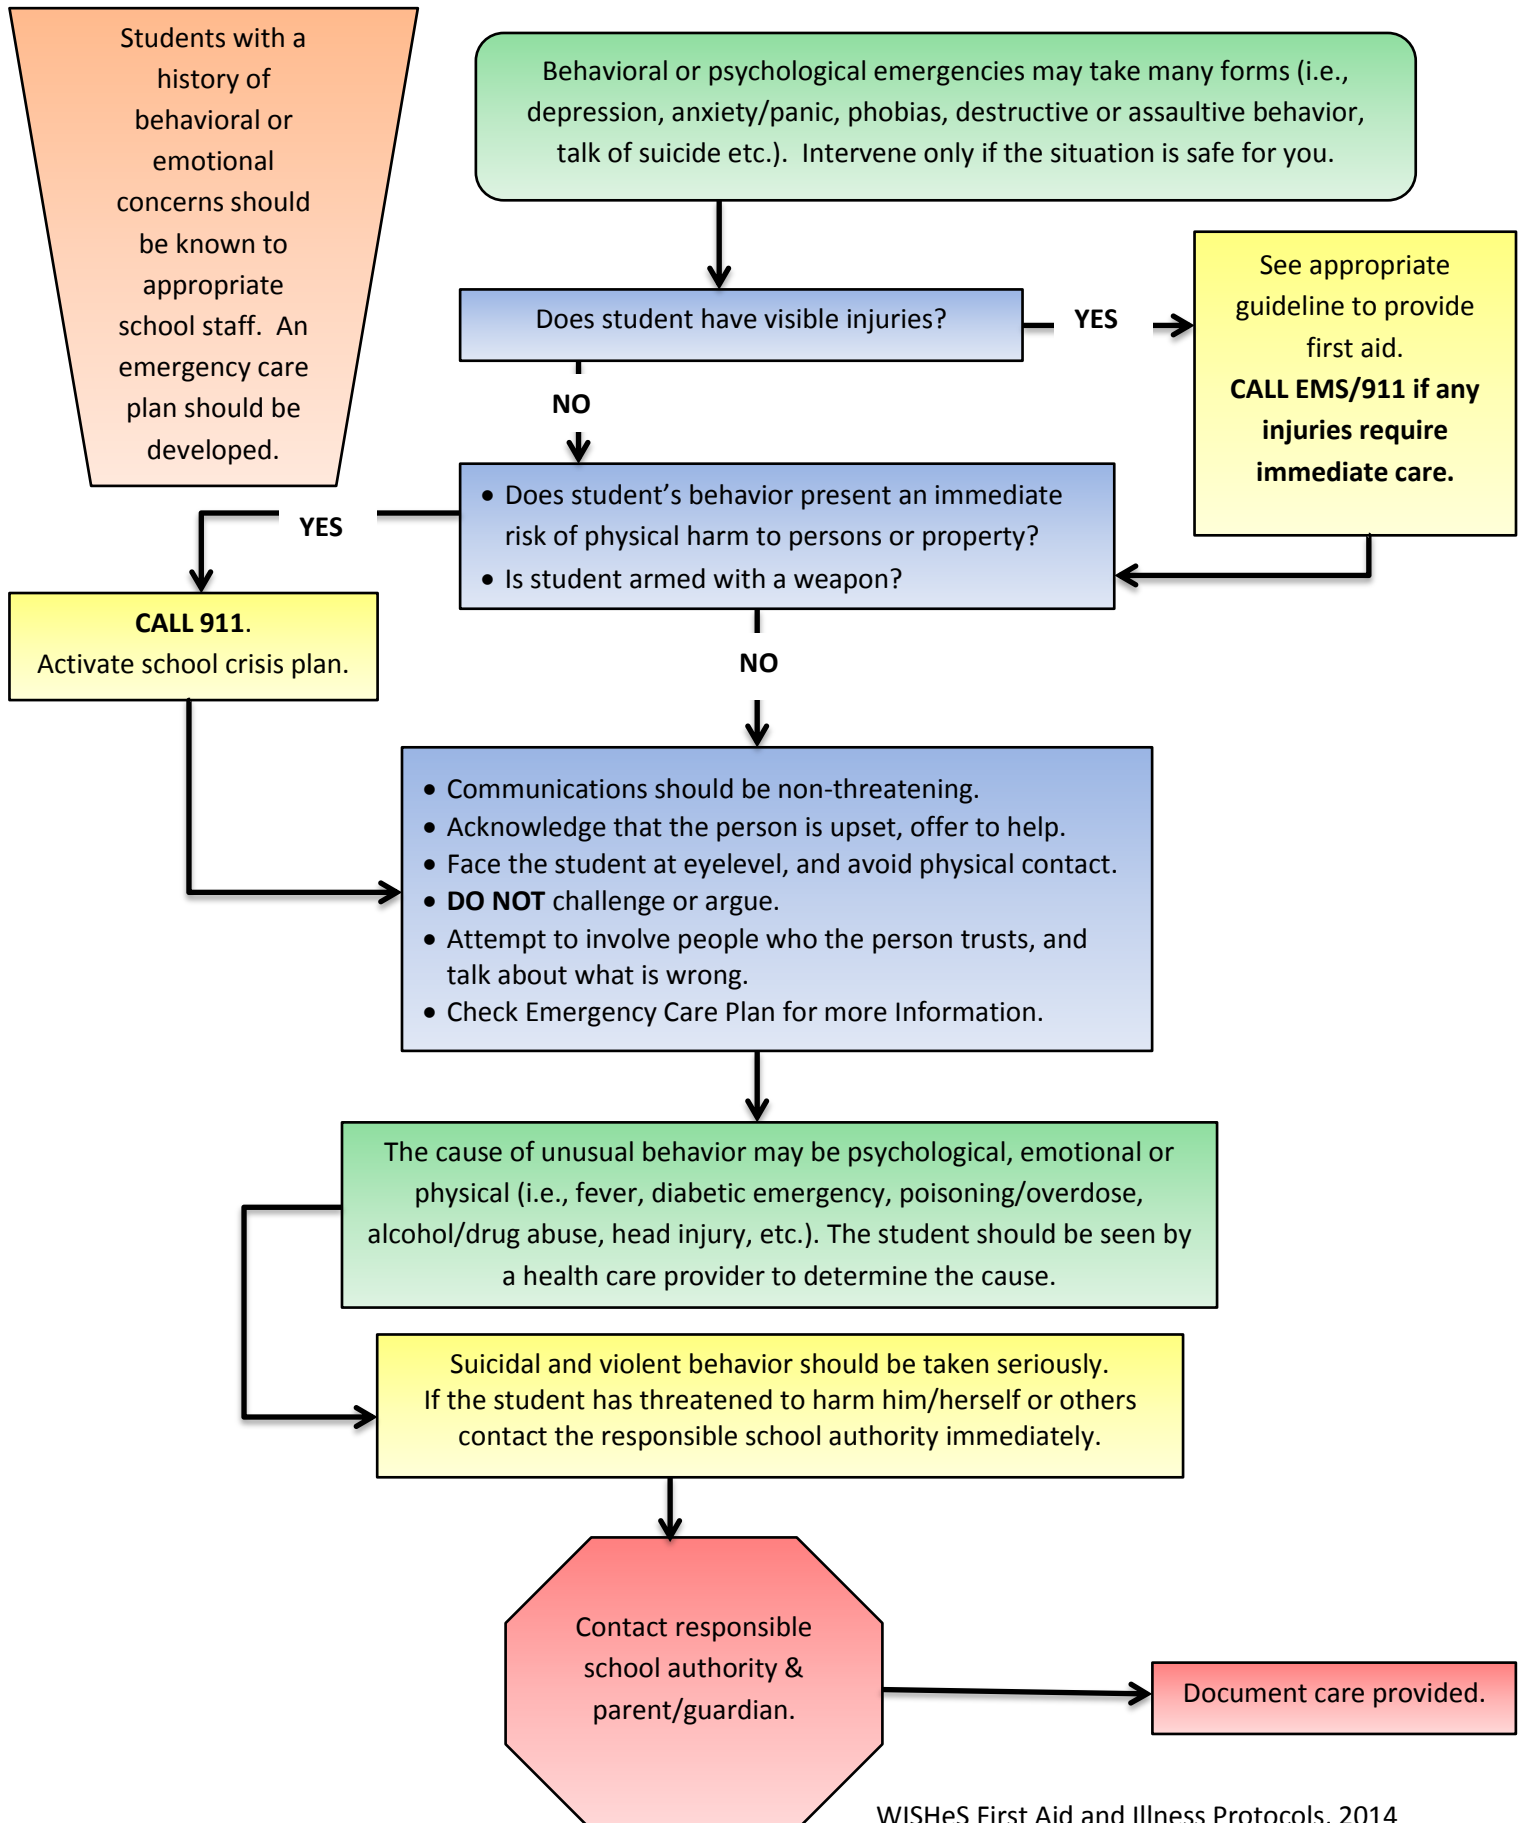 Students with a
history of
behavioral or
emotional
concerns should
be known to
appropriate
school staff.  An
emergency care
plan should be
developed.
Behavioral or psychological emergencies may take many forms (i.e.,
depression, anxiety/panic, phobias, destructive or assaultive behavior,
talk of suicide etc.).  Intervene only if the situation is safe for you.
Does student have visible injuries?
YES
See appropriate
guideline to provide
first aid.
CALL EMS/911 if any
injuries require
immediate care.
NO
• Does student’s behavior present an immediate
risk of physical harm to persons or property?
• Is student armed with a weapon?
YES
CALL 911.
Activate school crisis plan.
NO
• Communications should be non-threatening.
• Acknowledge that the person is upset, offer to help.
• Face the student at eyelevel, and avoid physical contact.
• DO NOT challenge or argue.
• Attempt to involve people who the person trusts, and
talk about what is wrong.
• Check Emergency Care Plan for more Information.
The cause of unusual behavior may be psychological, emotional or
physical (i.e., fever, diabetic emergency, poisoning/overdose,
alcohol/drug abuse, head injury, etc.). The student should be seen by
a health care provider to determine the cause.
Suicidal and violent behavior should be taken seriously.
If the student has threatened to harm him/herself or others
contact the responsible school authority immediately.
Contact responsible
school authority &
parent/guardian.
Document care provided.
WISHeS First Aid and Illness Protocols, 2014